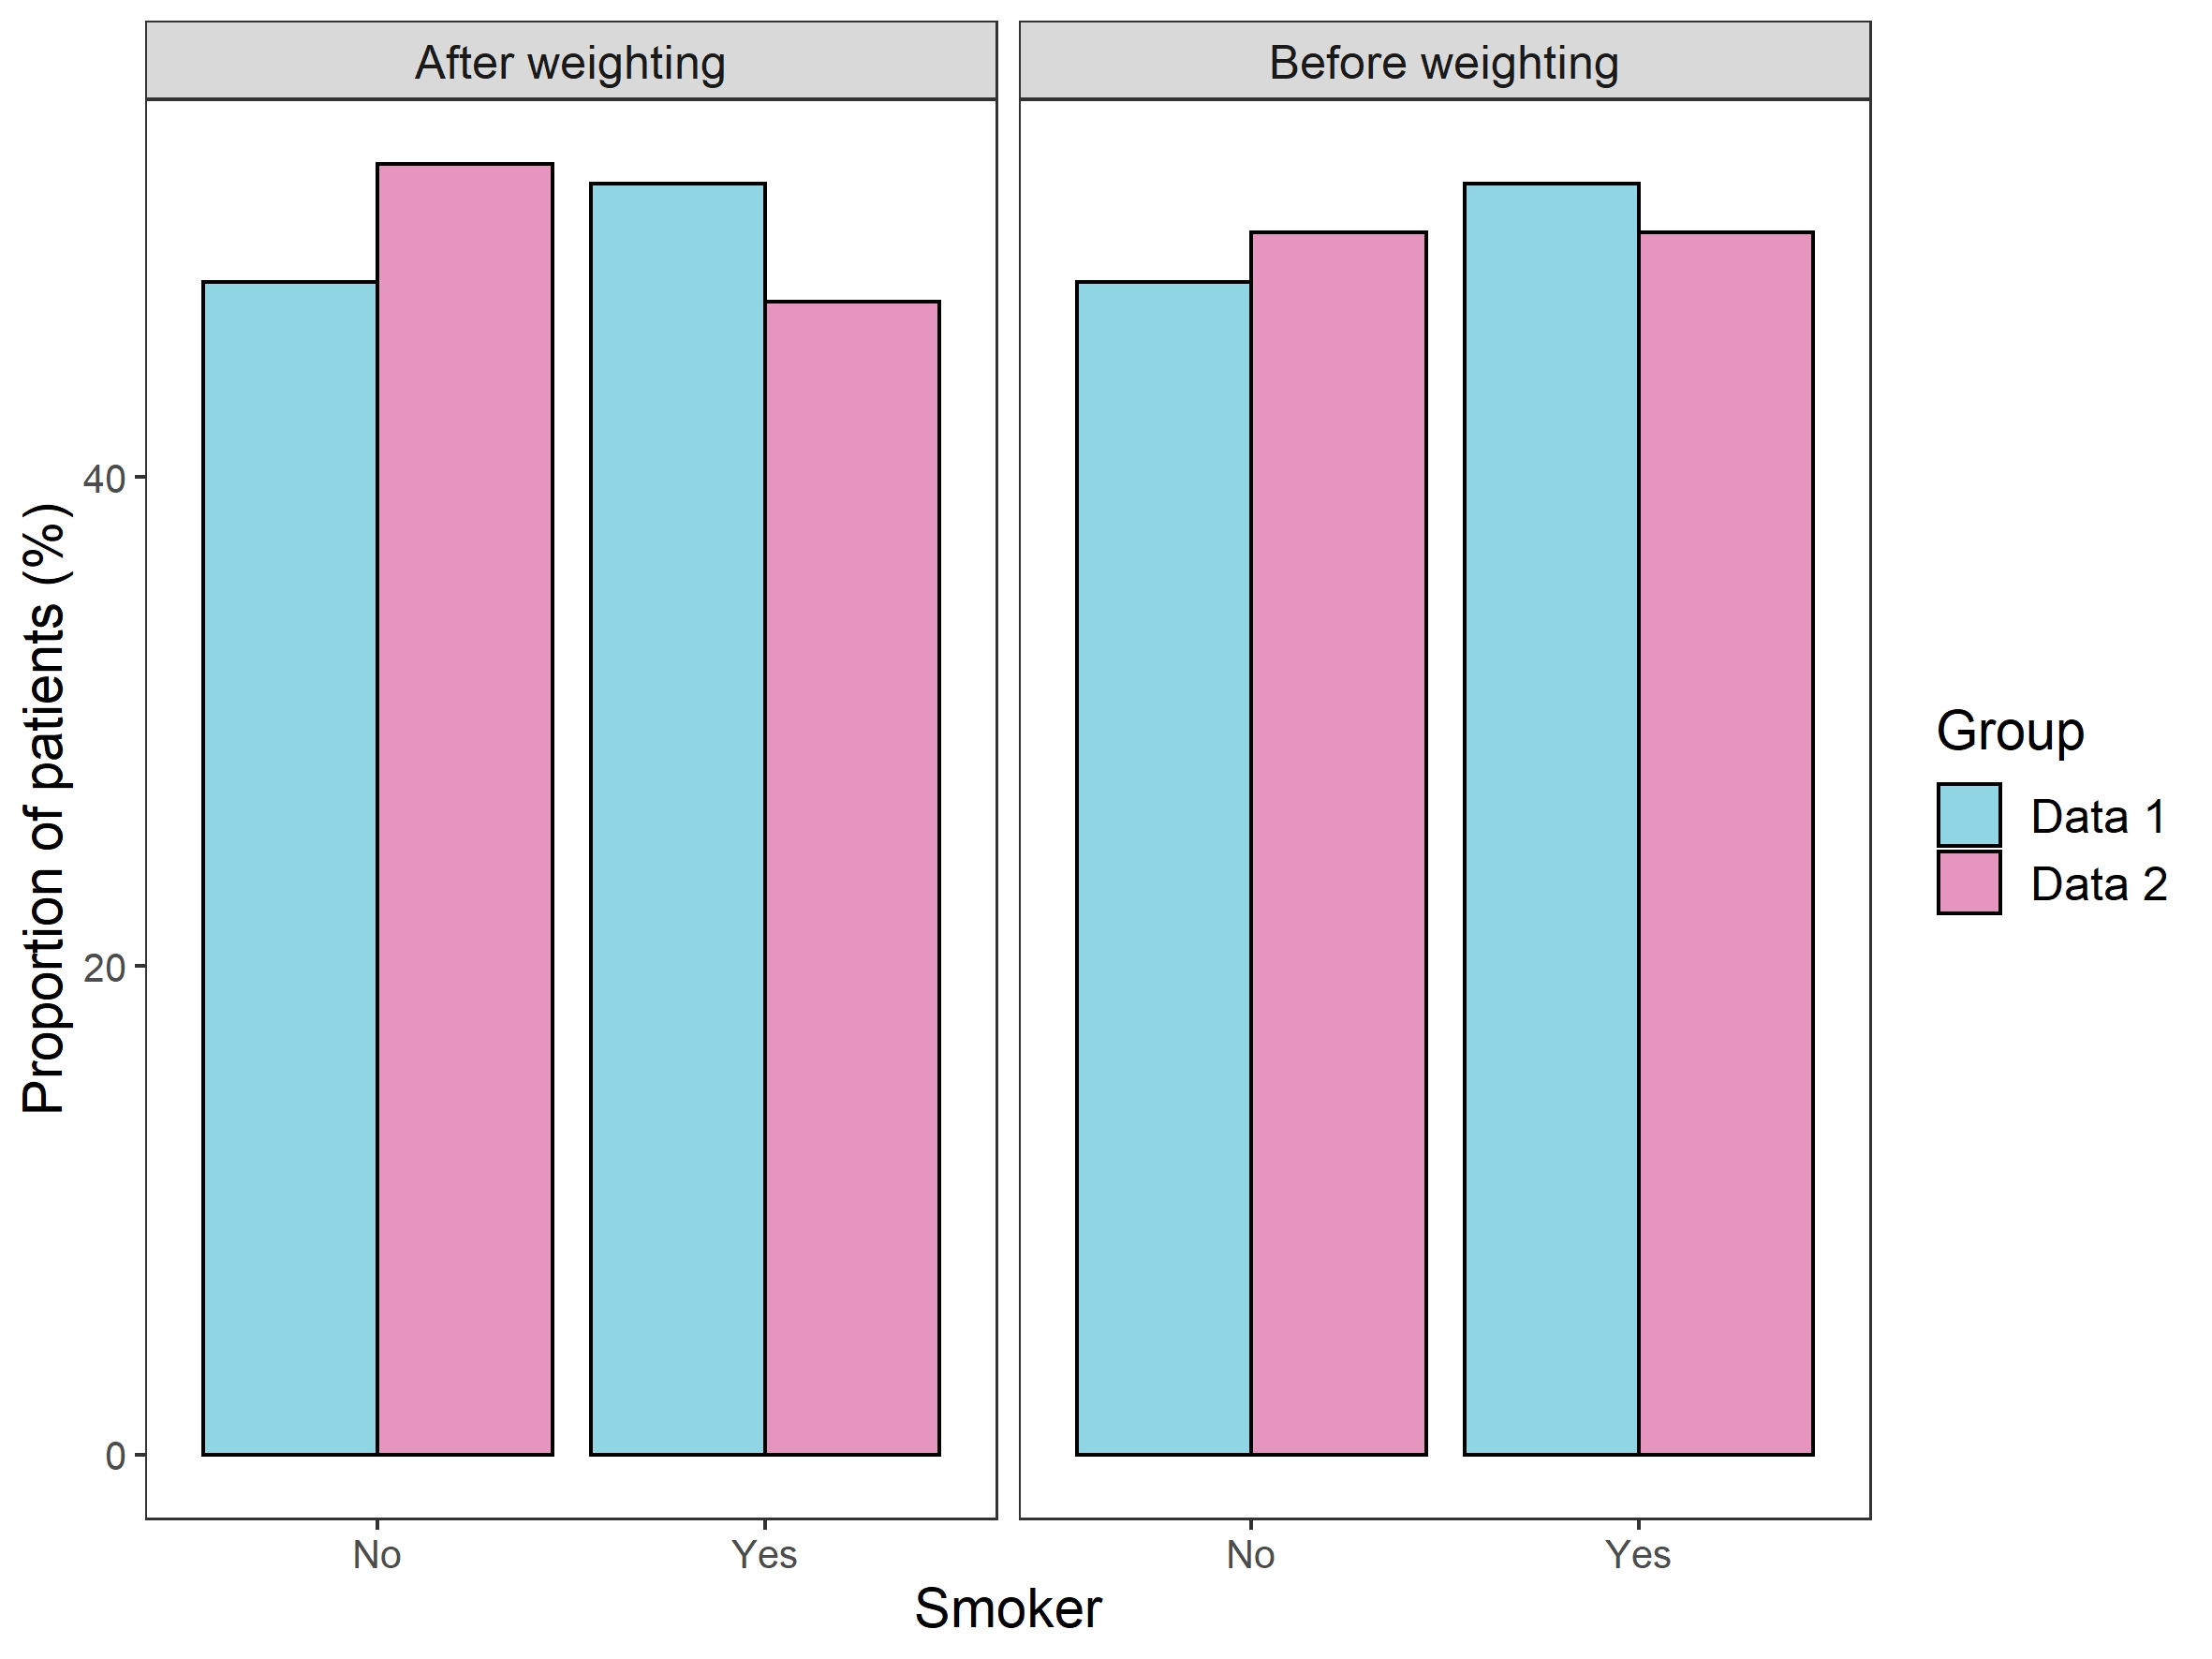 After weighting
Before weighting
Proportion of patients (%)
40
20
0
No
Yes
No
Yes
Smoker
Group
Data 1
Data 2